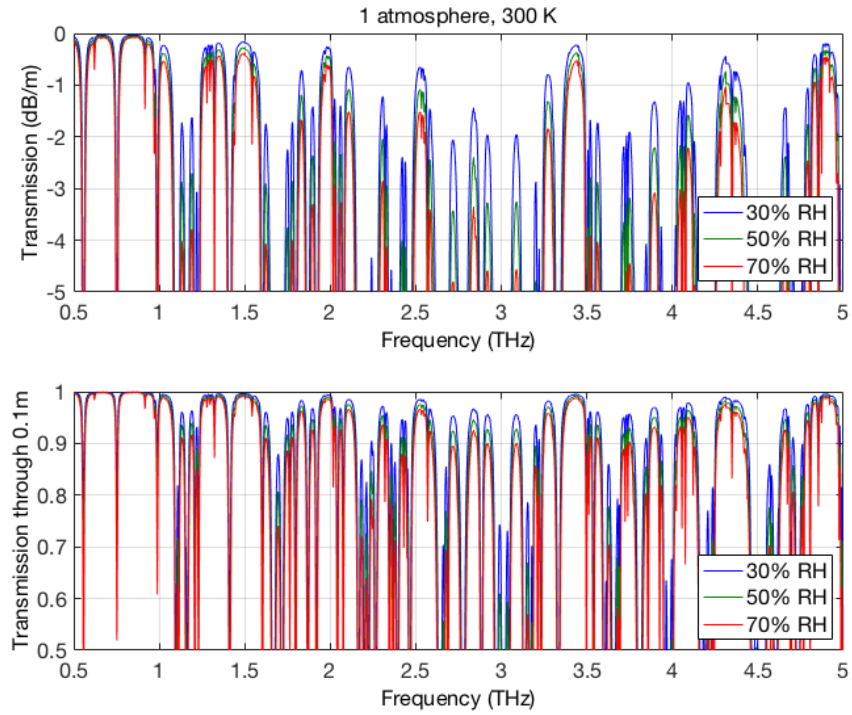 1 atmosphere, 300 K
Transmission (dB/m)
0
-1
-2
-3
-4
-5
30% RH
50% RH
70% RH
0.5 1 1.5 2 2.5 3 3.5 4 4.5 5
Frequency (THz)
Transmission through 0.1m
1
0.9
0.8
0.7
0.6
0.5
30% RH
50% RH
70% RH
0.5 1 1.5 2 2.5 3 3.5 4 4.5 5
Frequency (THz)